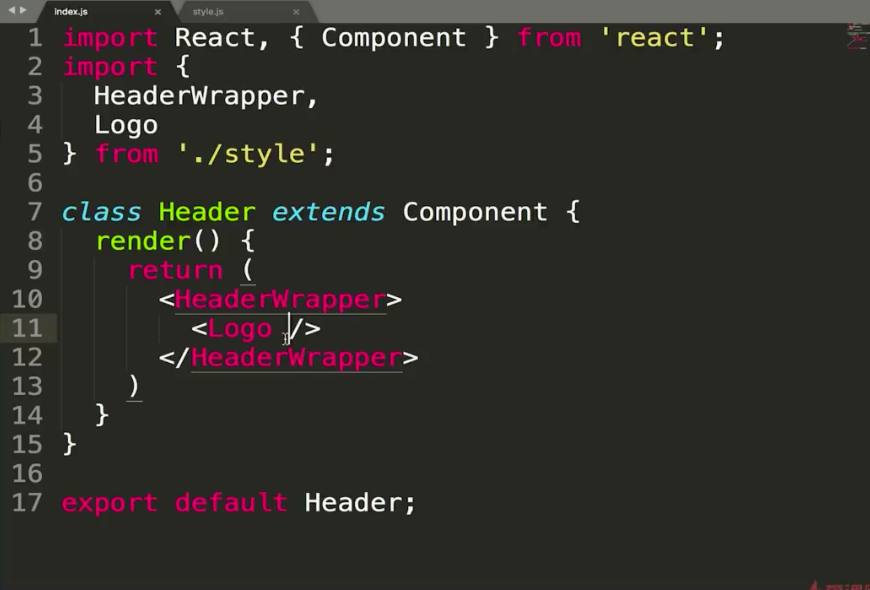 index.js
style.js
1 import React, { Component } from 'react';
2 import {
3 HeaderWrapper,
4 Logo
5 } from './style';
6
7 class Header extends Component {
8 render() {
9 return (
10 <HeaderWrapper>
11 <Logo />
12 </HeaderWrapper>
13 )
14 }
15 }
16
17 export default Header;